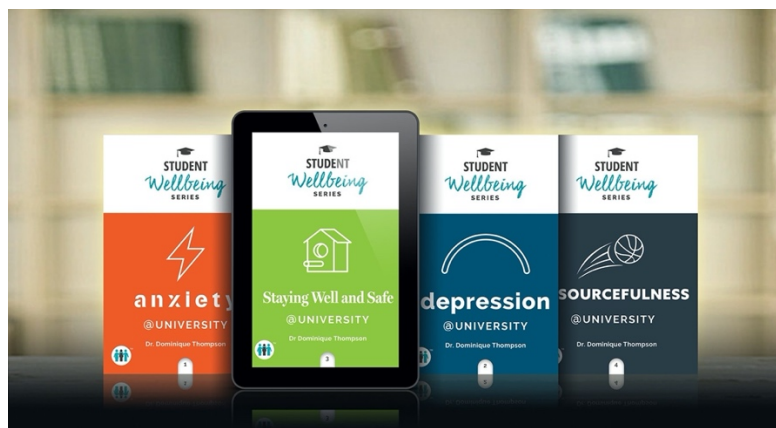 STUDENT
Wellbeing
SERIES
anxiety
@UNIVERSITY
Dr Dominique Thompson
1
STUDENT
Wellbeing
SERIES
Staying Well and Safe
@UNIVERSITY
Dr Dominique Thompson
3
STUDENT
Wellbeing
SERIES
depression
@UNIVERSITY
Dr Dominique Thompson
2
STUDENT
Wellbeing
SERIES
SOURCEFULNESS
@UNIVERSITY
Dr Dominique Thompson
4